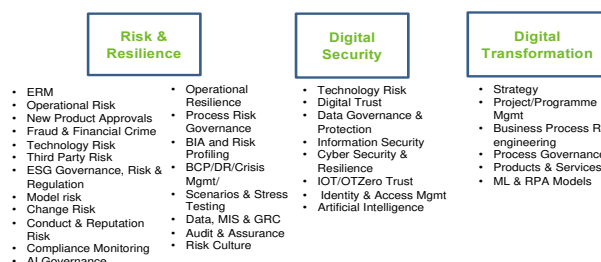 Risk &
Resilience
ERM
Operational Risk
New Product Approvals
Fraud & Financial Crime
Technology Risk
Third Party Risk
ESG Governance, Risk &
Regulation
Model risk
Change Risk
Conduct & Reputation
Risk
Compliance Monitoring
AI Governance
Operational
Resilience
Process Risk
Governance
BIA and Risk
Profiling
BCP/DR/Crisis
Mgmt/
Scenarios & Stress
Testing
Data, MIS & GRC
Audit & Assurance
Risk Culture
Digital
Security
Technology Risk
Digital Trust
Data Governance &
Protection
Information Security
Cyber Security &
Resilience
IOT/OTZero Trust
Identity & Access Mgmt
Artificial Intelligence
Digital
Transformation
Strategy
Project/Programme
Mgmt
Business Process R
engineering
Process Governance
Products & Services
ML & RPA Models